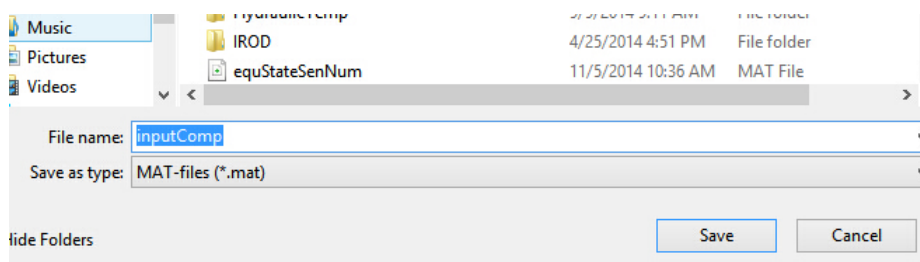 Music
Pictures
Videos
IROD 4/25/2014 4:51 PM File folder
equStateSenNum 11/5/2014 10:36 AM MAT File
File name: inputComp
Save as type: MAT-files (*.mat)
Hide Folders
Save Cancel